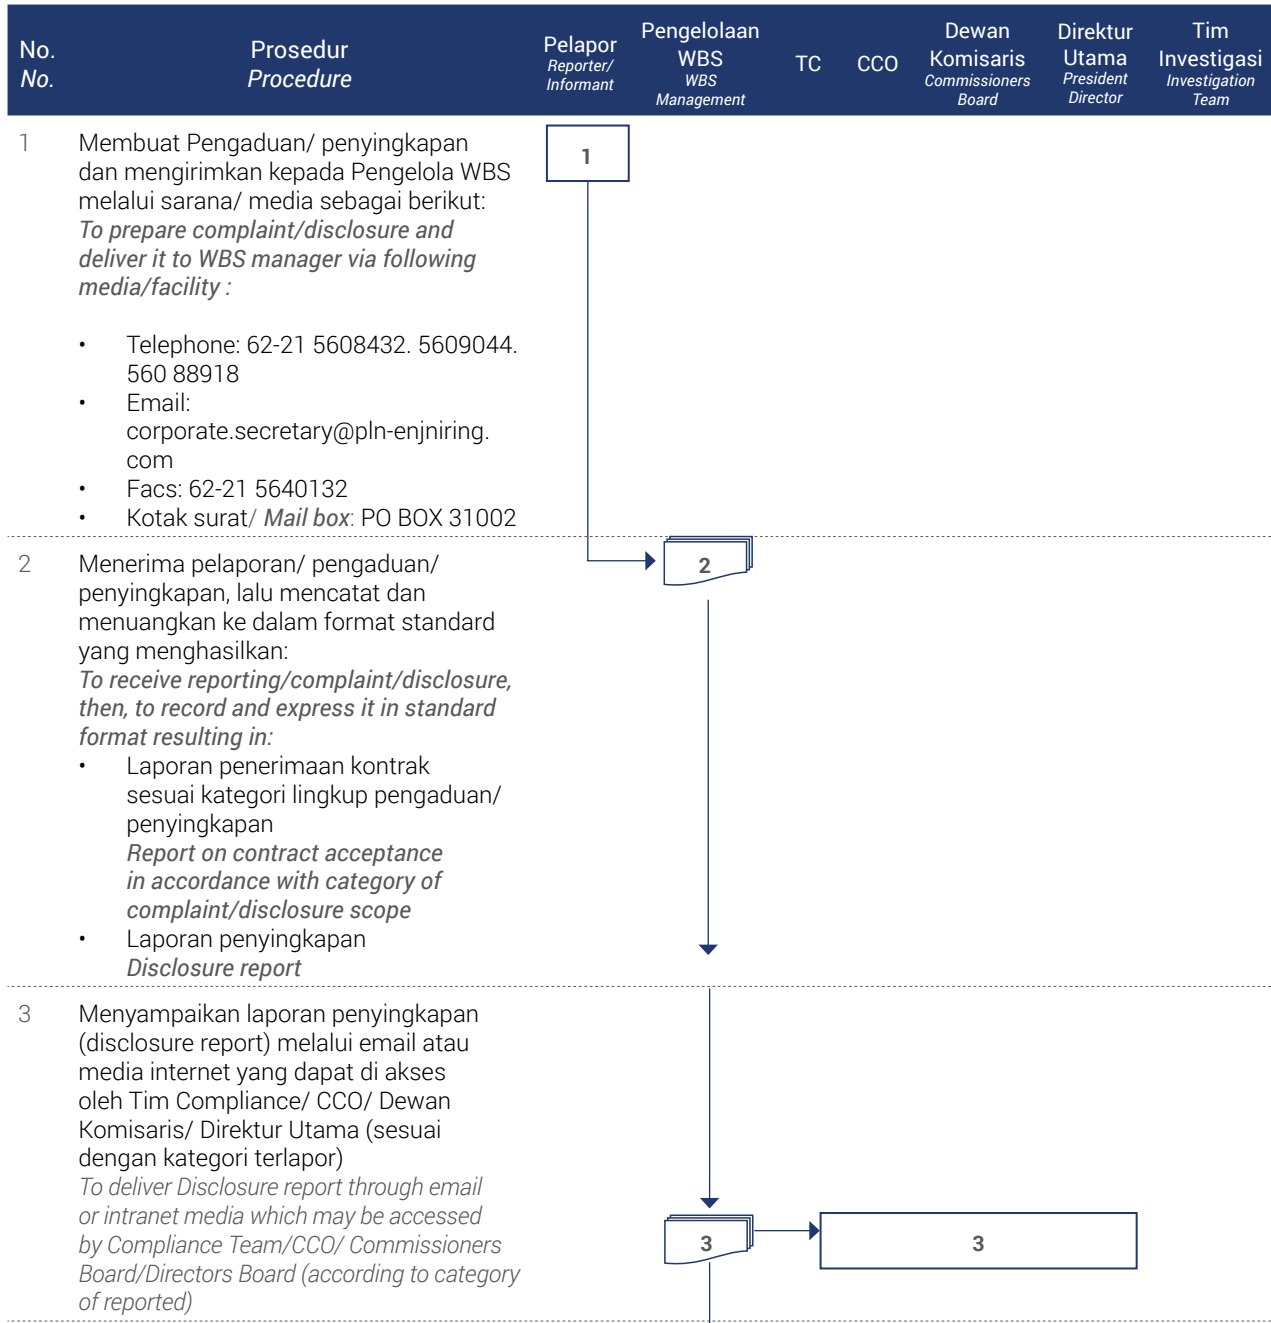 No.
No.
Prosedur
Procedure
Pelapor
Reporter/
Informant
Pengelolaan
WBS
WBS
Management
TC
CCO
Dewan
Komisaris
Commissioners
Board
Direktur
Utama
President
Director
Tim
Investigasi
Investigation
Team
1
Membuat Pengaduan/ penyingkapan
dan mengirimkan kepada Pengelola WBS
melalui sarana/ media sebagai berikut:
To prepare complaint/disclosure and
deliver it to WBS manager via following
media/facility :
• Telephone: 62-21 5608432. 5609044.
560 88918
• Email:
corporate.secretary@pln-enjniring.
com
• Facs: 62-21 5640132
• Kotak surat/ Mail box: PO BOX 31002
1
2
Menerima pelaporan/ pengaduan/
penyingkapan, lalu mencatat dan
menuangkan ke dalam format standard
yang menghasilkan:
To receive reporting/complaint/disclosure,
then, to record and express it in standard
format resulting in:
• Laporan penerimaan kontrak
sesuai kategori lingkup pengaduan/
penyingkapan
Report on contract acceptance
in accordance with category of
complaint/disclosure scope
• Laporan penyingkapan
Disclosure report
2
3
Menyampaikan laporan penyingkapan
(disclosure report) melalui email atau
media internet yang dapat di akses
oleh Tim Compliance/ CCO/ Dewan
Komisaris/ Direktur Utama (sesuai
dengan kategori terlapor)
To deliver Disclosure report through email
or intranet media which may be accessed
by Compliance Team/CCO/ Commissioners
Board/Directors Board (according to category
of reported)
3
3